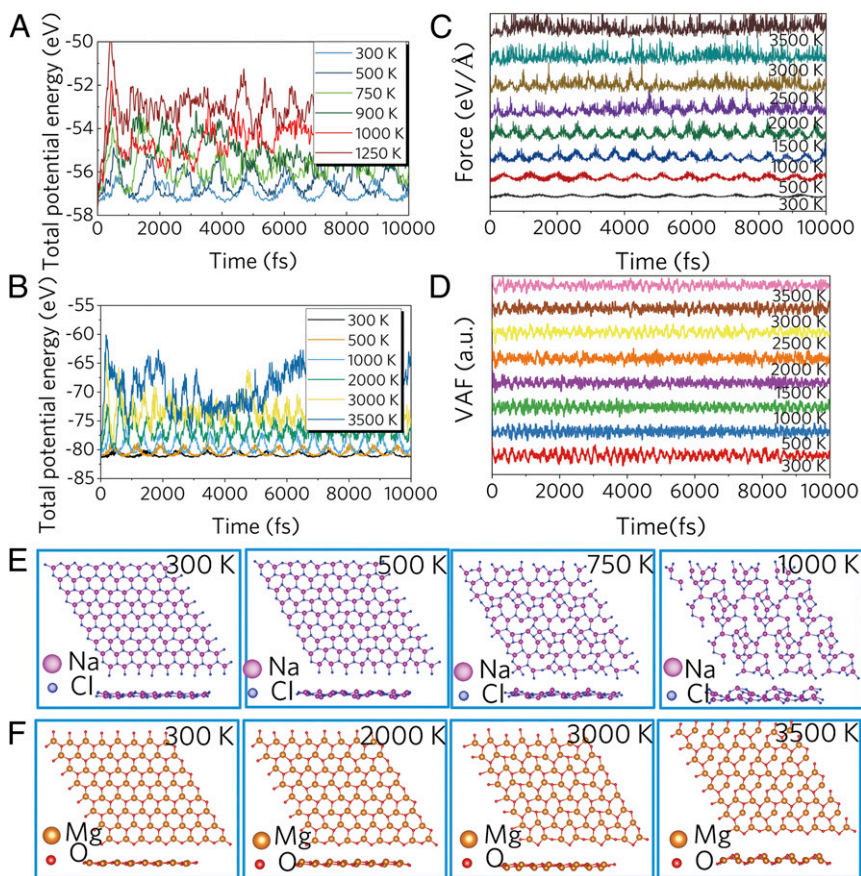 A
Total potential energy (eV)
-50
-52
-54
-56
-58
300 K
500 K
750 K
900 K
1000 K
1250 K
0 2000 4000 6000 8000 10000
Time (fs)
C
Force (eV/Å)
3500 K
3000 K
2500 K
2000 K
1500 K
1000 K
500 K
300 K
0 2000 4000 6000 8000 10000
Time (fs)
B
Total potential energy (eV)
-55
-60
-65
-70
-75
-80
-85
300 K
500 K
1000 K
2000 K
3000 K
3500 K
0 2000 4000 6000 8000 10000
Time (fs)
D
VAF (a.u.)
3500 K
3000 K
2500 K
2000 K
1500 K
1000 K
500 K
300 K
0 2000 4000 6000 8000 10000
Time(fs)
E
300 K
Na
Cl
500 K
Na
Cl
750 K
Na
Cl
1000 K
Na
Cl
F
300 K
Mg
O
2000 K
Mg
O
3000 K
Mg
O
3500 K
Mg
O